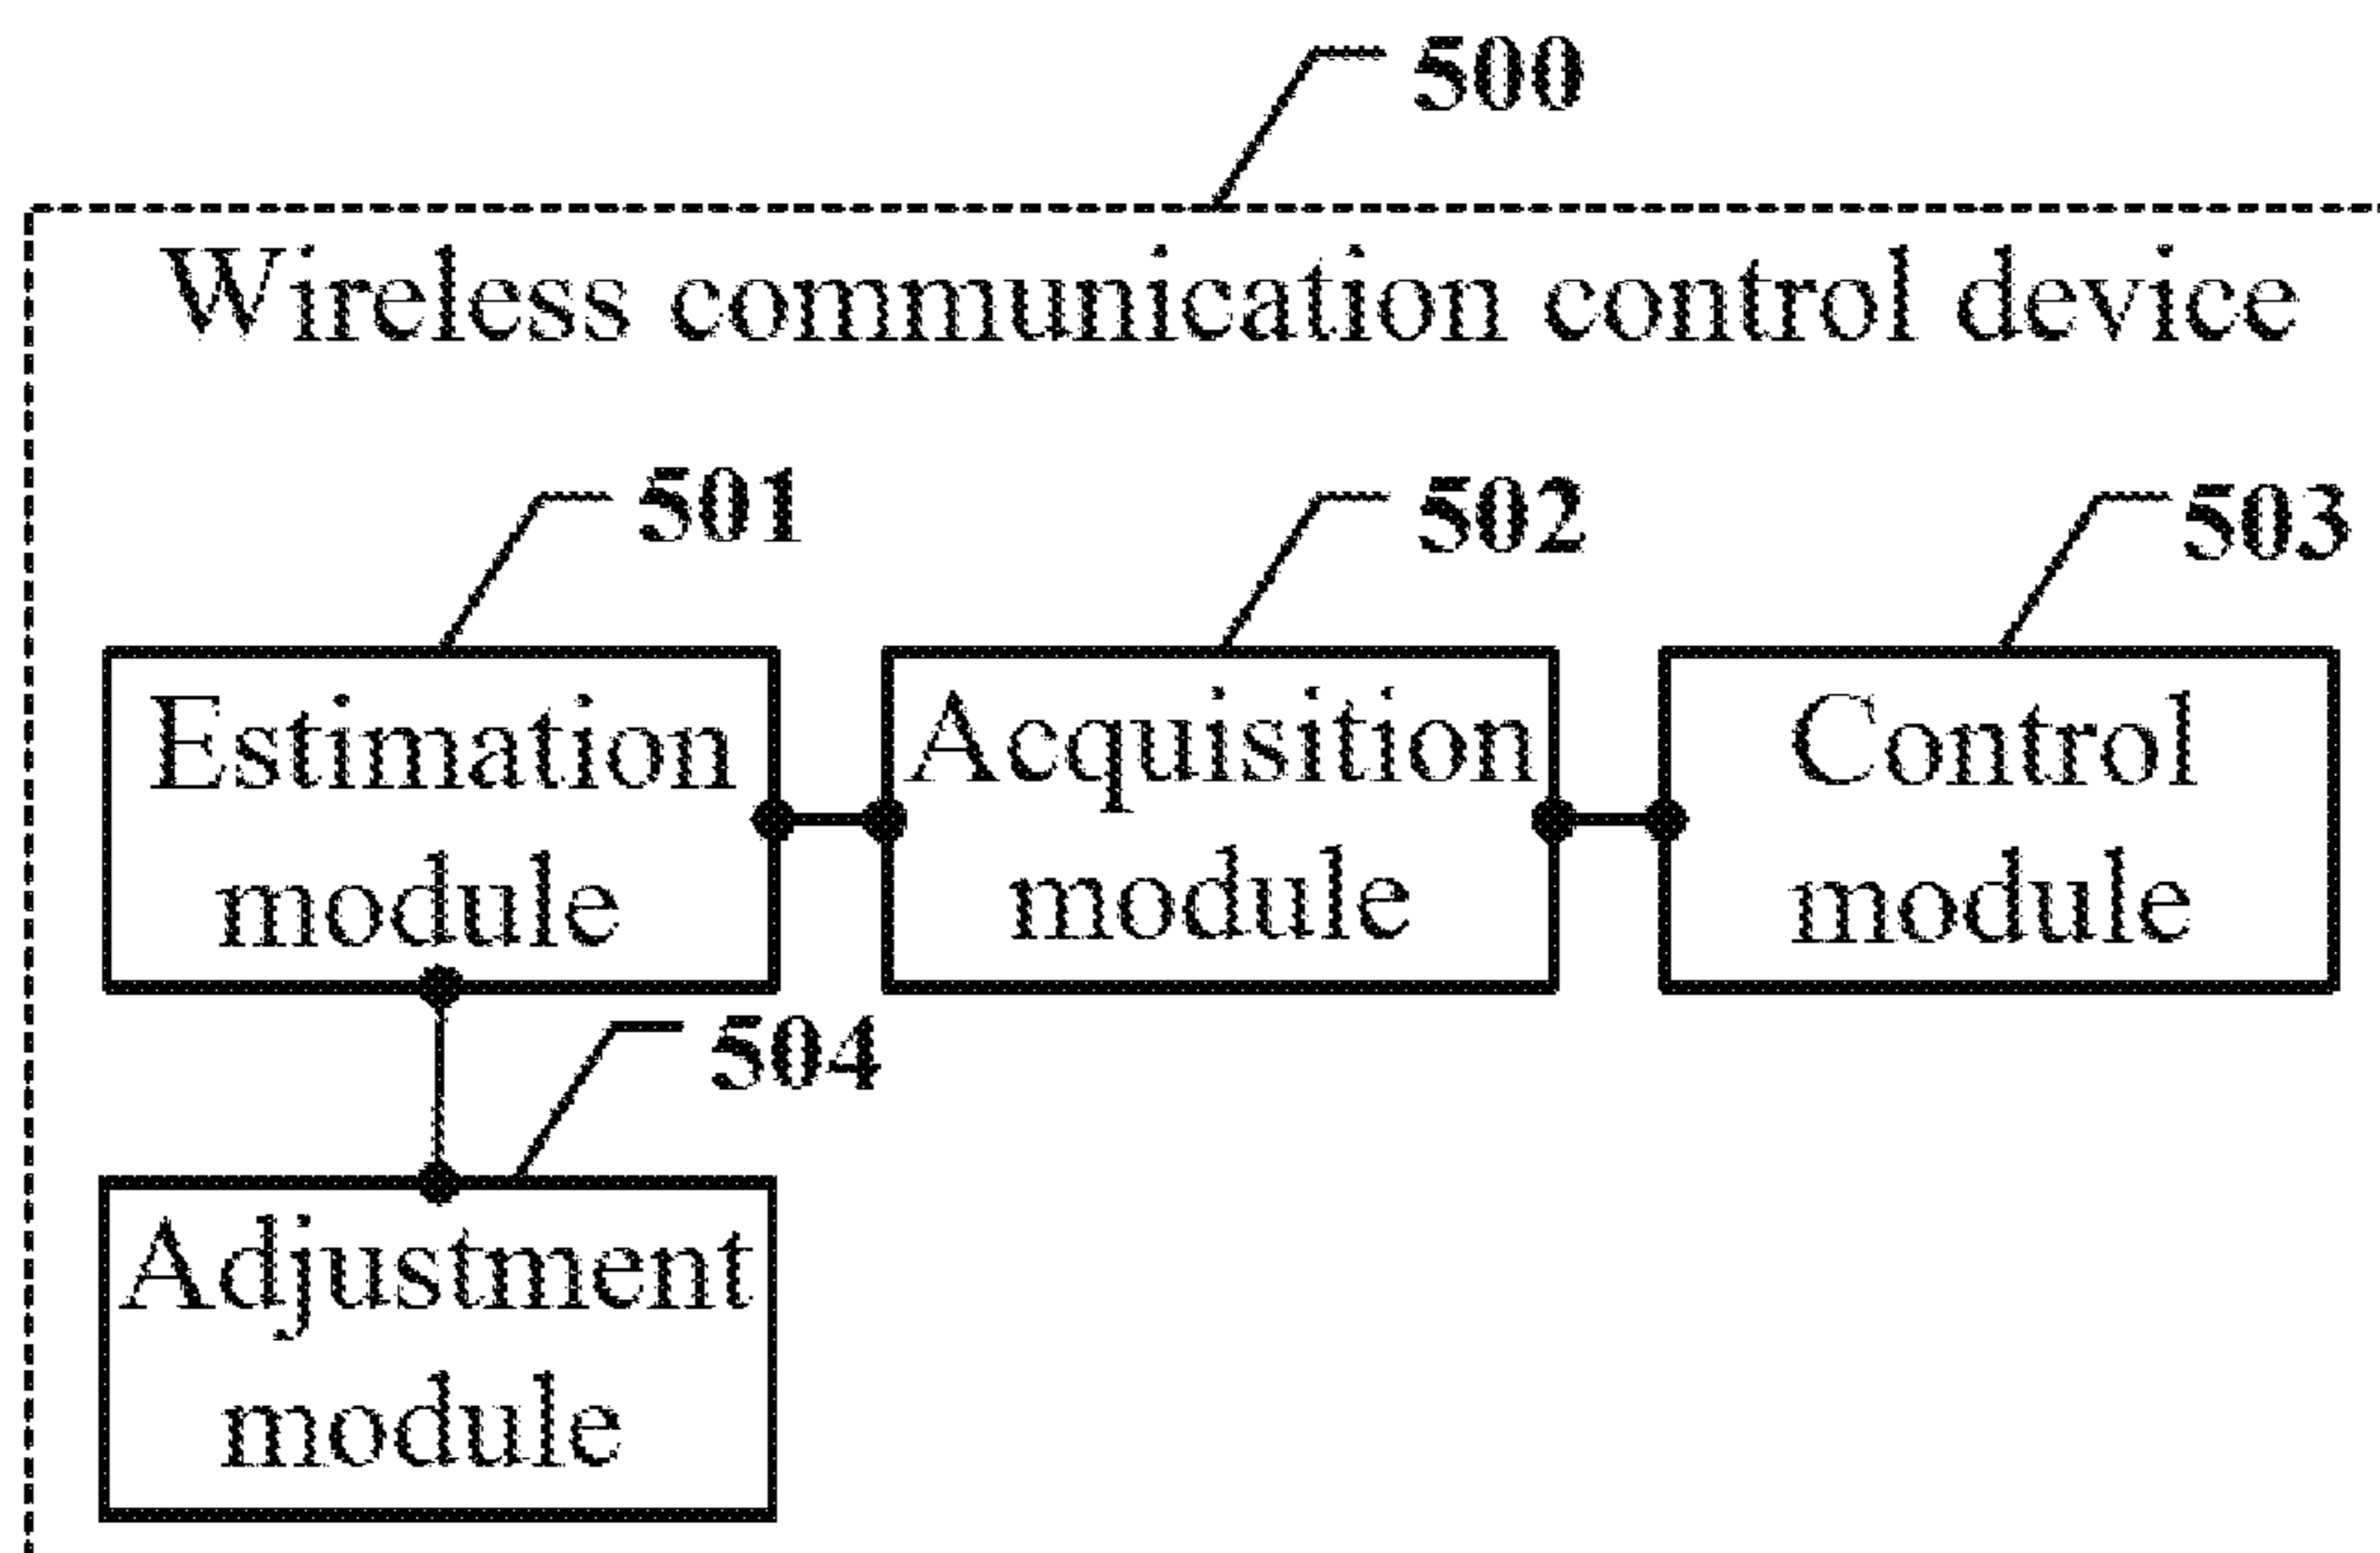 500
Wireless communication control device
501
502
503
Estimation
module
Acquisition
module
Control
module
504
Adjustment
module